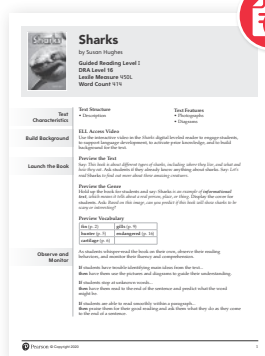 Sharks
Sharks
by Susan Hughes
Guided Reading Level I
DRA Level 16
Lexile Measure 450L
Word Count 414
Text
Characteristics
Text Structure
• Description
Text Features
• Photographs
• Diagrams
Build Background
ELL Access Video
Use the interactive video in the Sharks digital leveled reader to engage students,
to support language development, to activate prior knowledge, and to build
background for the text.
Launch the Book
Preview the Text
Say: This book is about different types of sharks, including where they live, and what and
how they eat. Ask students if they already know anything about sharks. Say: Let's
read Sharks to find out more about these amazing creatures.
Preview the Genre
Hold up the book for students and say: Sharks is an example of informational
text, which means it tells about a real person, place, or thing. Display the cover for
students. Ask: Based on this image, can you predict if this book will show sharks to be
scary or interesting?
Preview Vocabulary
fin (p. 2) gills (p. 9)
hunter (p. 5) endangered (p. 16)
cartilage (p. 6)
Observe and
Monitor
As students whisper-read the book on their own, observe their reading
behaviors, and monitor their fluency and comprehension.
If students have trouble identifying main ideas from the text...
then have them use the pictures and diagrams to guide their understanding.
If students stop at unknown words...
then have them read to the end of the sentence and predict what the word
might be.
If students are able to read smoothly within a paragraph...
then praise them for their good reading and ask them what they do as they come
to the end of a sentence.
Pearson © Copyright 2020.
1